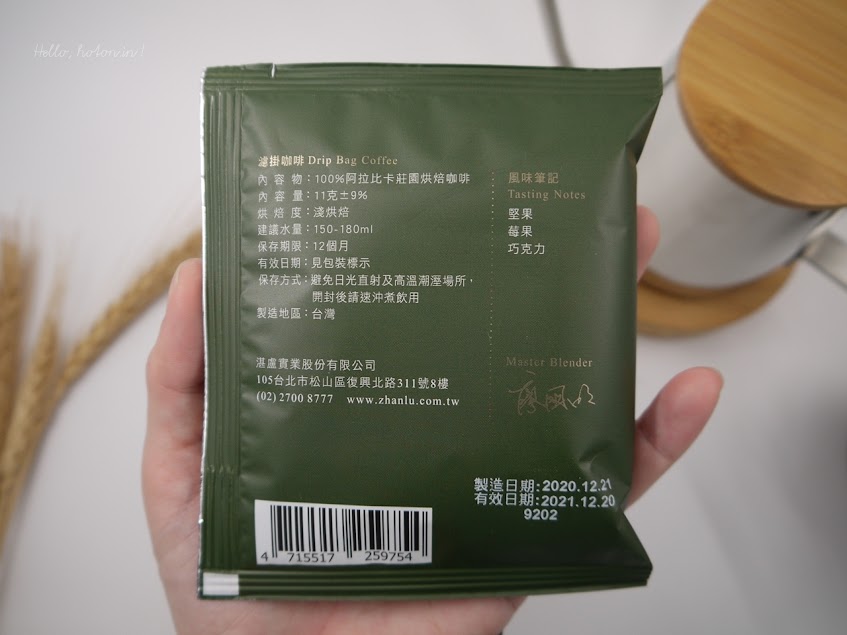 濾掛咖啡 Drip Bag Coffee
內容物：100%阿拉比卡莊園烘焙咖啡
內容量：11克±9%
烘焙度：淺烘焙
建議水量：150-180ml
保存期限：12個月
有效日期：見包裝標示
保存方式：避免日光直射及高溫潮溼場所，
開封後請速沖煮飲用
製造地區：台灣
湛盧實業股份有限公司
105台北市松山區復興北路311號8樓
(02) 2700 8777 www.zhanlu.com.tw
風味筆記
Tasting Notes
堅果
莓果
巧克力
Master Blender
製造日期:2020.12.21
有效日期:2021.12.20
9202
4 715517 259754